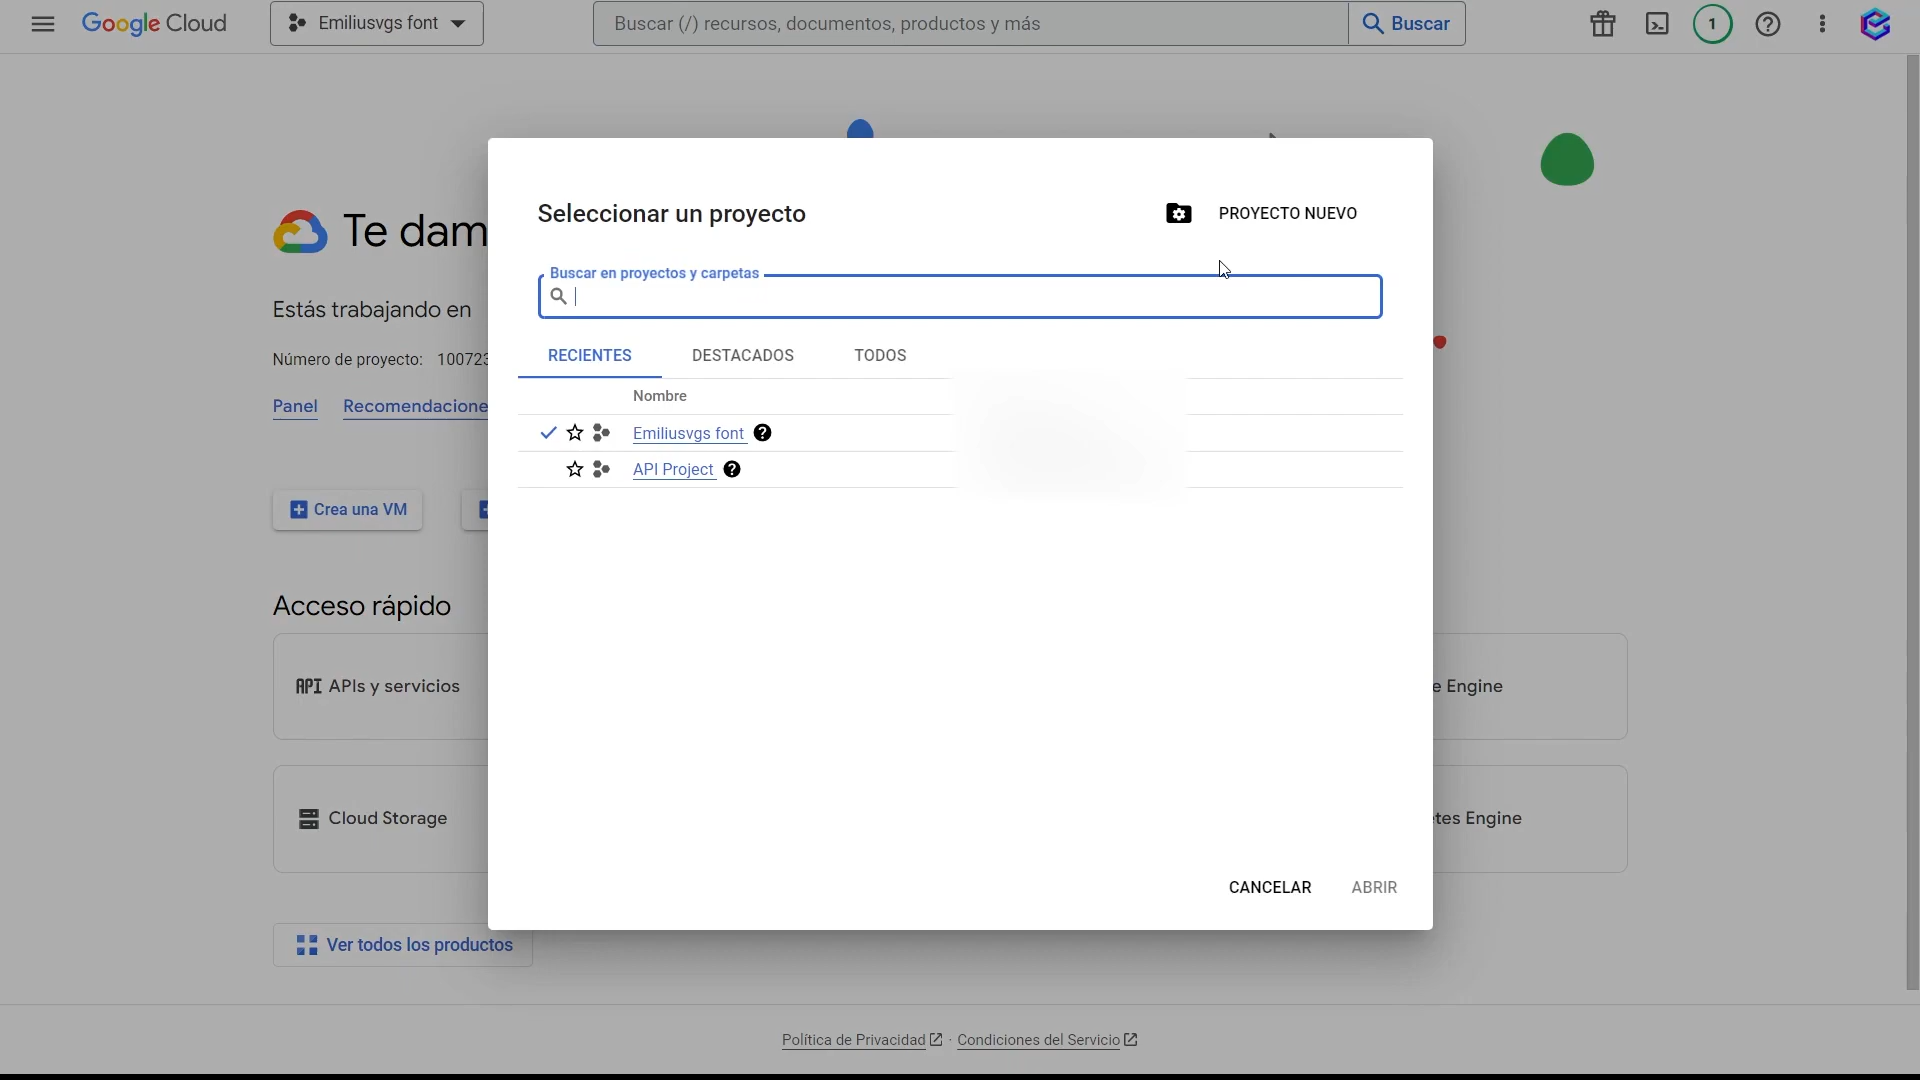 Google Cloud
Emiliusvgs font
Buscar (/) recursos, documentos, productos y más
Buscar
1
Te dam
Estás trabajando en
Número de proyecto: 100723
Panel
Recomendacione
Crea una VM
Acceso rápido
API APIs y servicios
e Engine
Cloud Storage
tes Engine
Ver todos los productos
Seleccionar un proyecto
PROYECTO NUEVO
Buscar en proyectos y carpetas
RECIENTES
DESTACADOS
TODOS
Nombre
Emiliusvgs font
API Project
CANCELAR
ABRIR
Política de Privacidad · Condiciones del Servicio